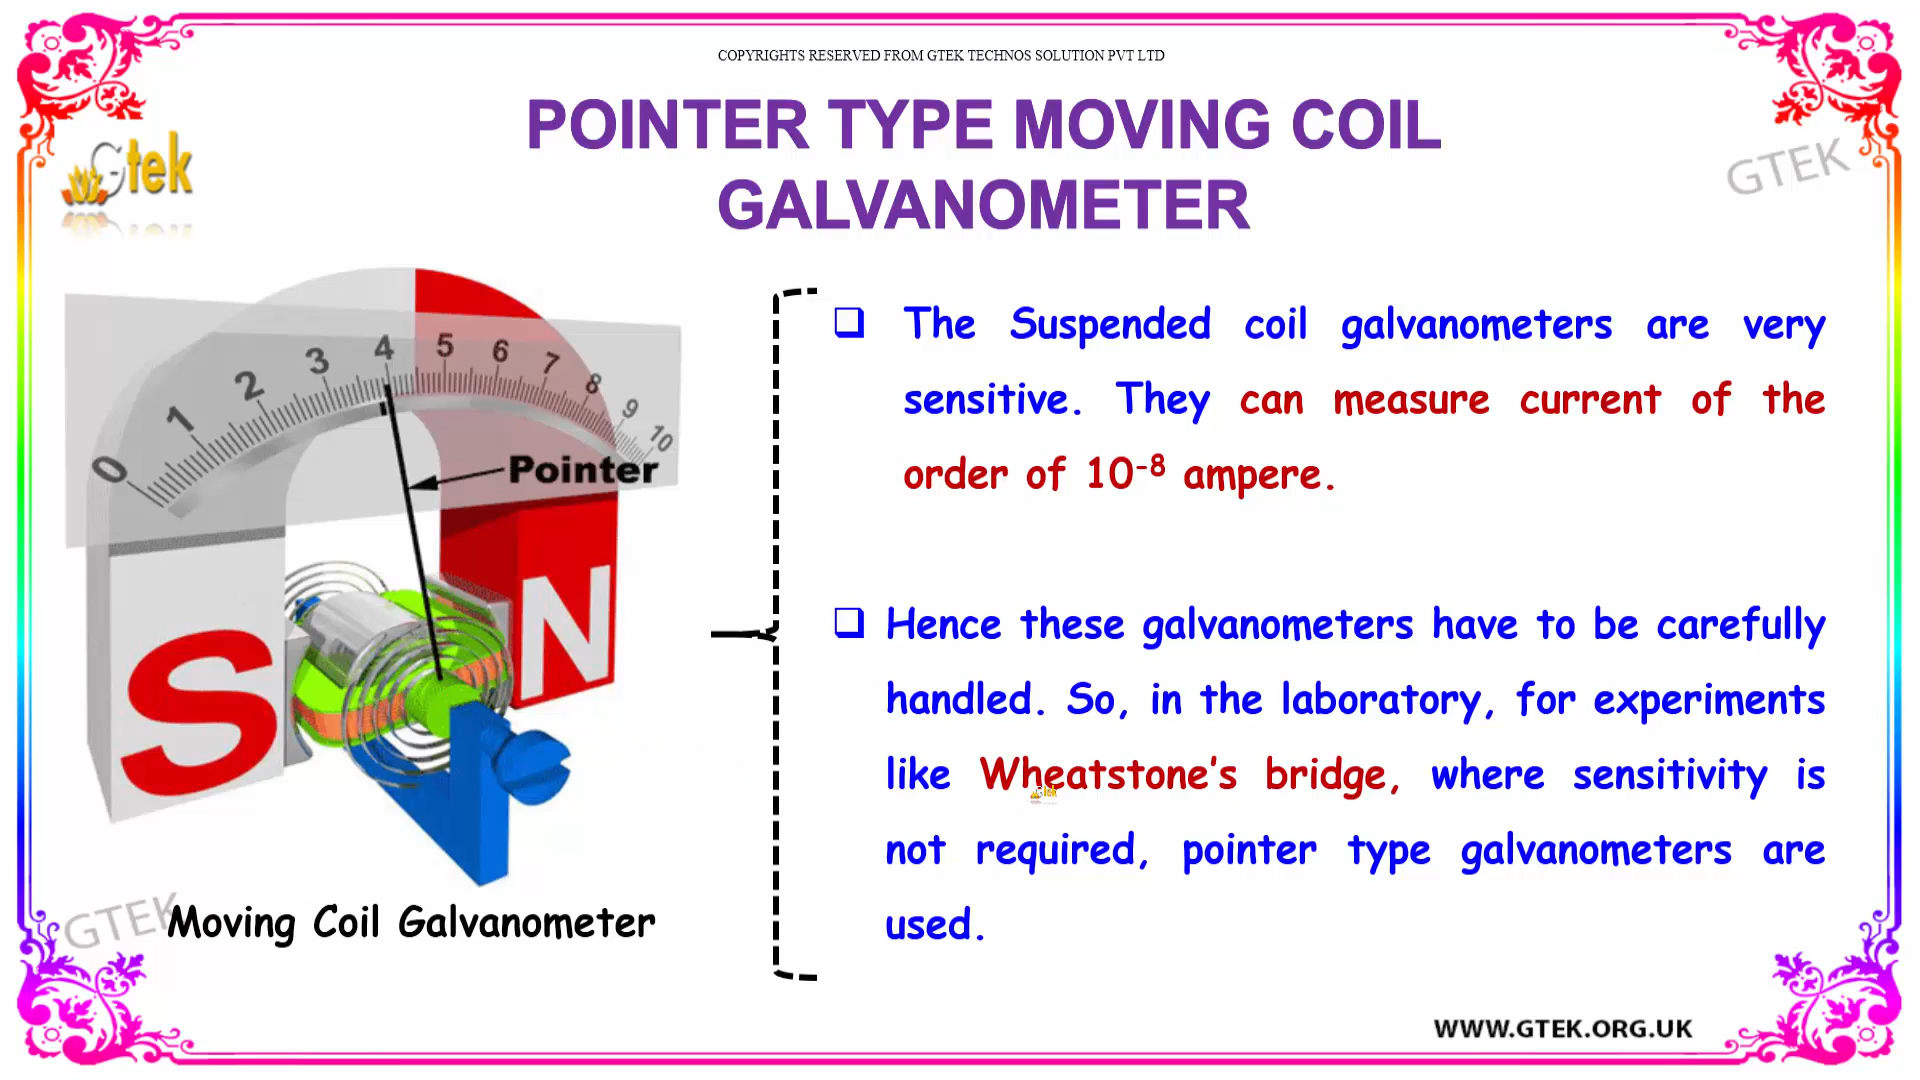 COPYRIGHTS RESERVED FROM GTEK TECHNOS SOLUTION PVT LTD
POINTER TYPE MOVING COIL
GALVANOMETER
Gtek
GTEK
0 1 2 3 4 5 6 7 8 9 10
Pointer
S
N
Moving Coil Galvanometer
GTEK
The Suspended coil galvanometers are very
sensitive. They can measure current of the
order of 10⁻⁸ ampere.
Hence these galvanometers have to be carefully
handled. So, in the laboratory, for experiments
like Wheatstone's bridge, where sensitivity is
not required, pointer type galvanometers are
used.
Gtek
WWW.GTEK.ORG.UK